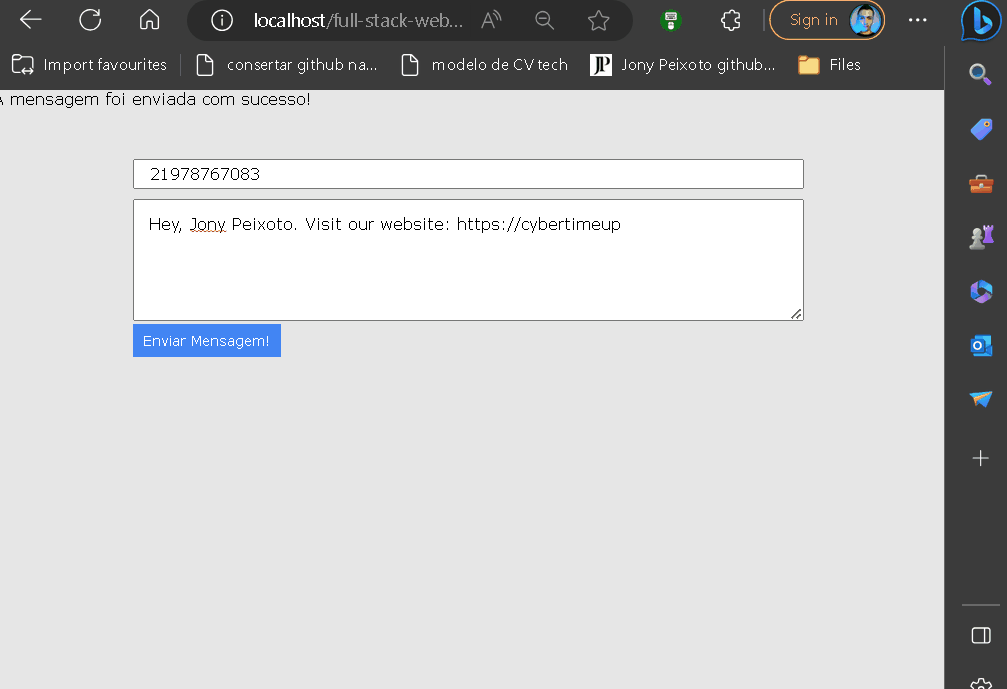 localhost/full-stack-web...
Sign in
Import favourites
consertar github na...
modelo de CV tech
JP
Jony Peixoto github...
Files
A mensagem foi enviada com sucesso!
21978767083
Hey, Jony Peixoto. Visit our website: https://cybertimeup
Enviar Mensagem!